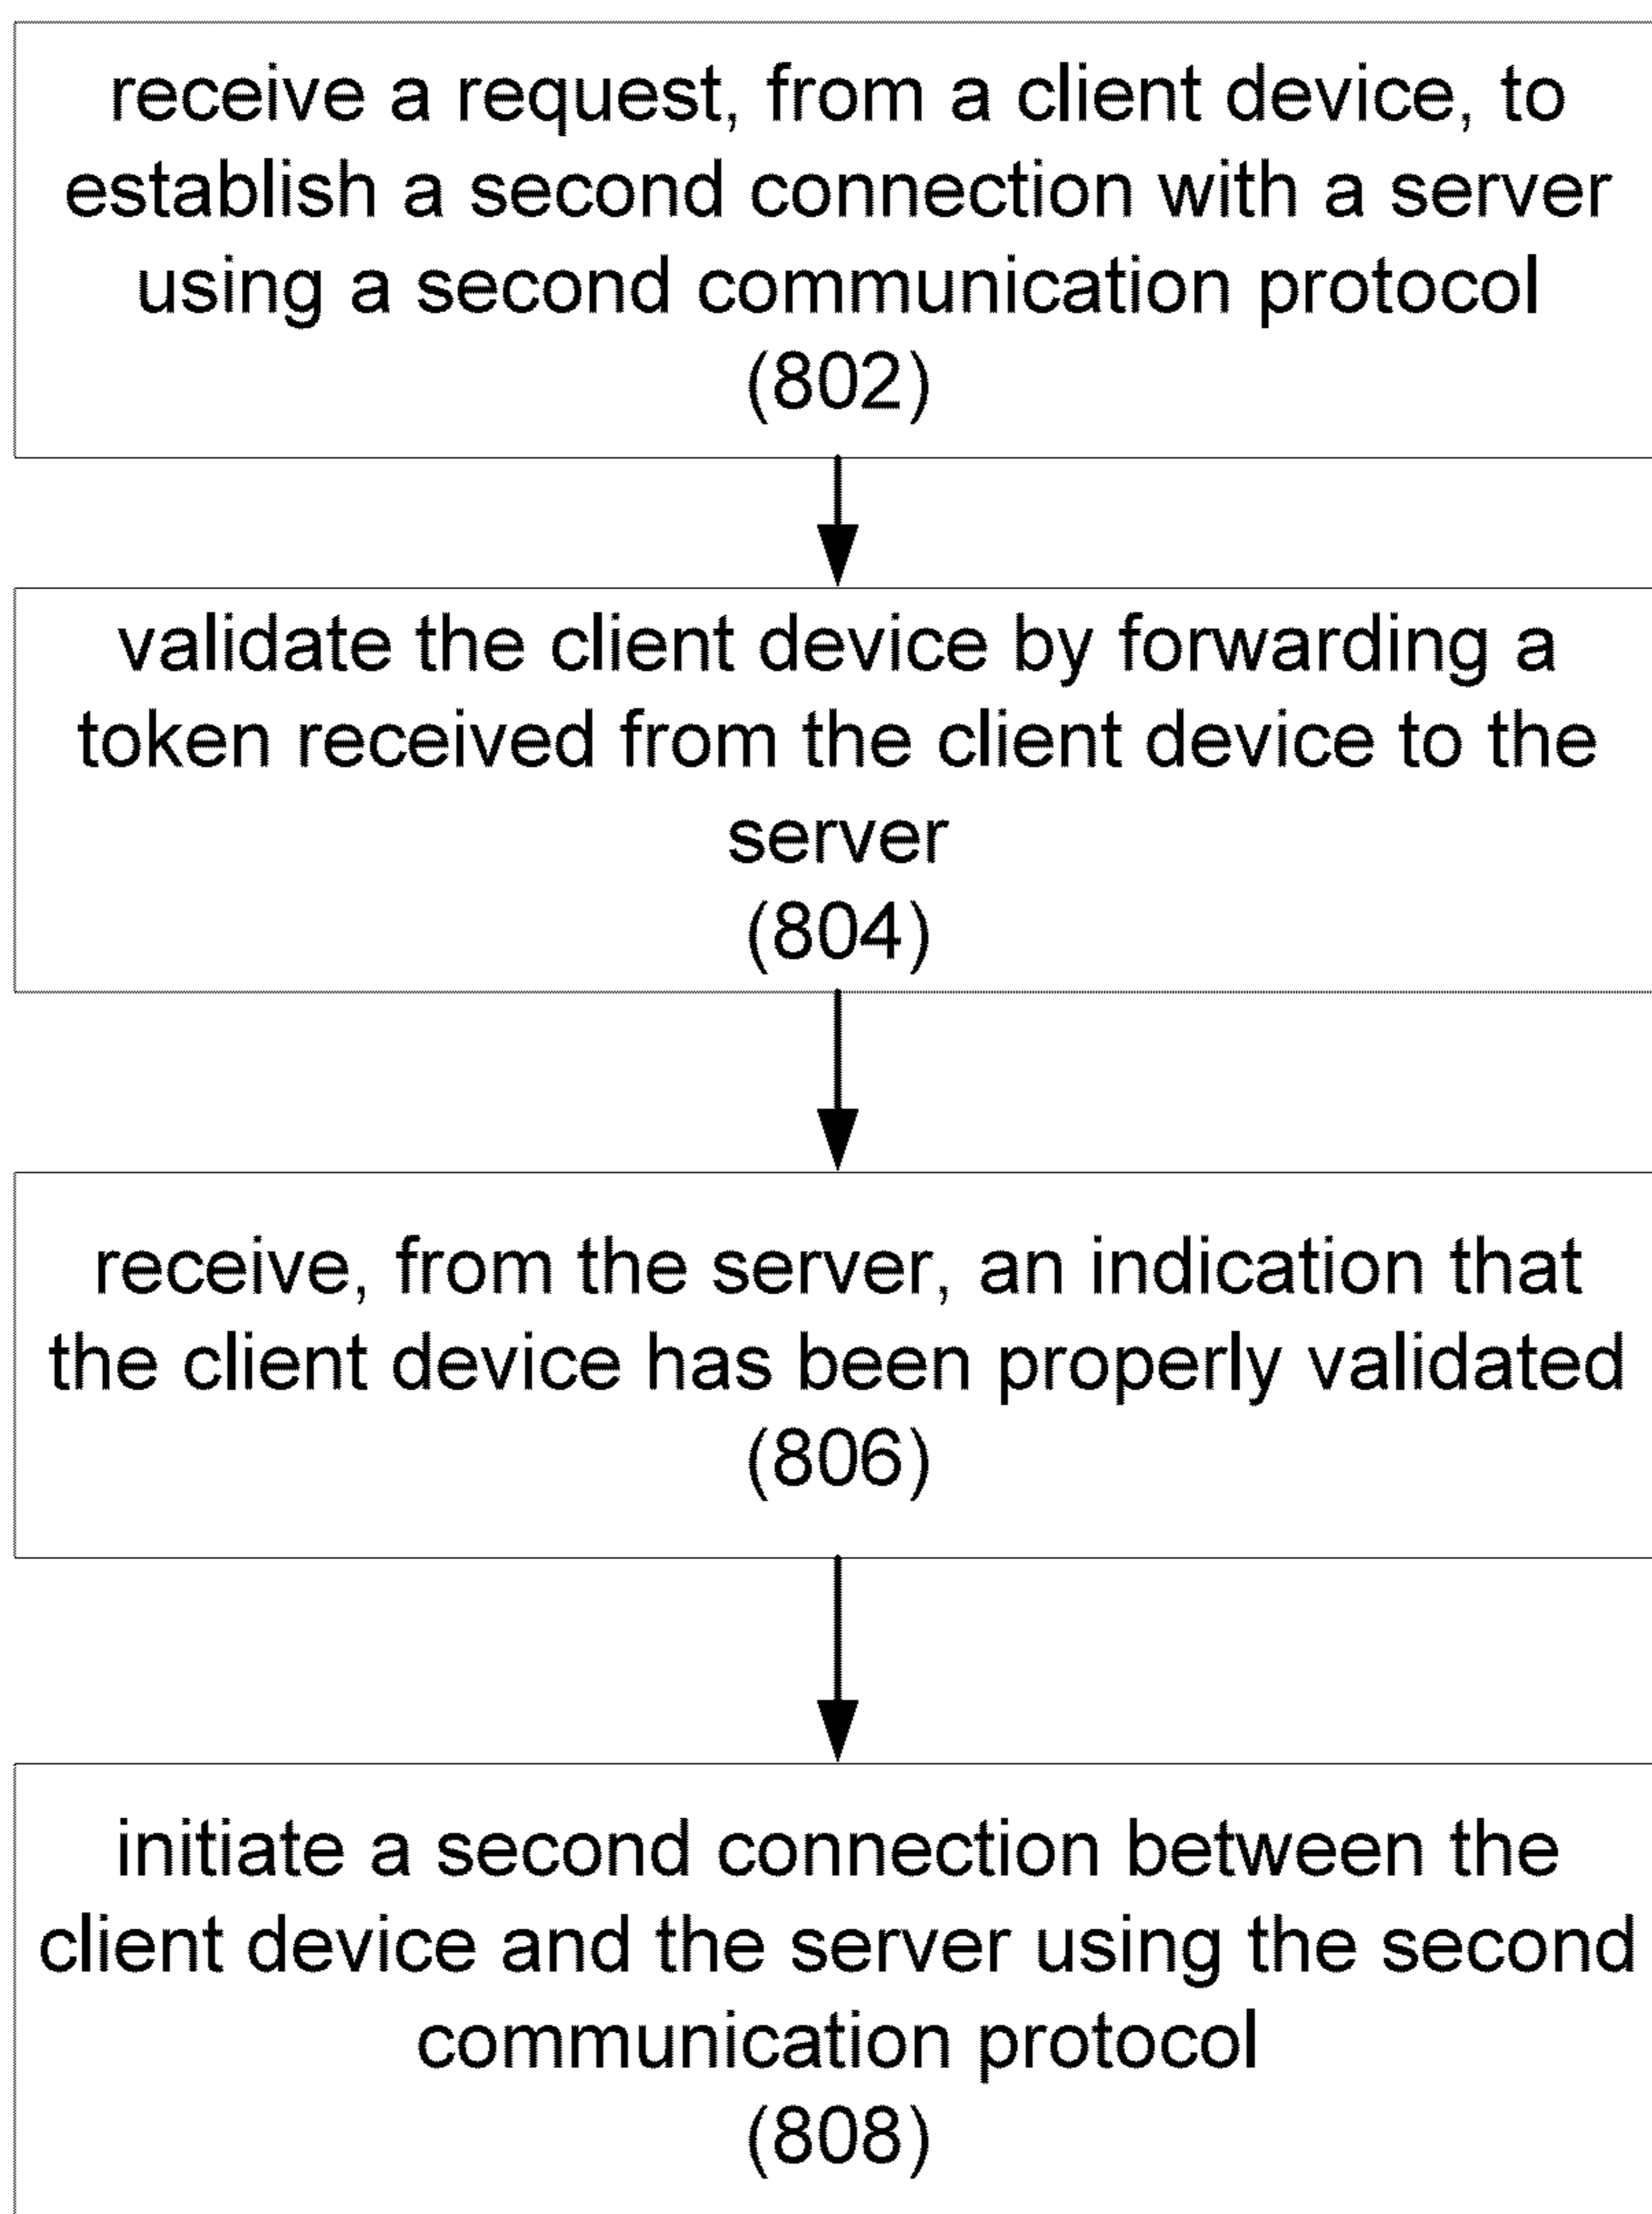 receive a request, from a client device, to
establish a second connection with a server
using a second communication protocol
(802)
validate the client device by forwarding a
token received from the client device to the
server
(804)
receive, from the server, an indication that
the client device has been properly validated
(806)
initiate a second connection between the
client device and the server using the second
communication protocol
(808)